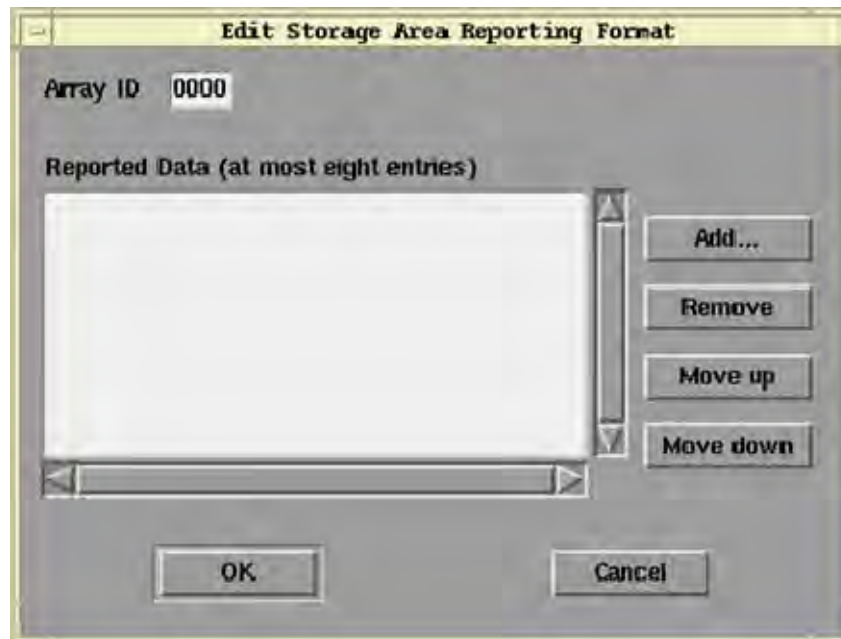 Edit Storage Area Reporting Format
Array ID 0000
Reported Data (at most eight entries)
Add...
Remove
Move up
Move down
OK
Cancel